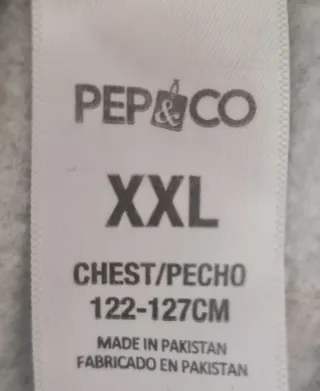 PEP&CO
XXL
CHEST/PECHO
122-127CM
MADE IN PAKISTAN
FABRICADO EN PAKISTAN